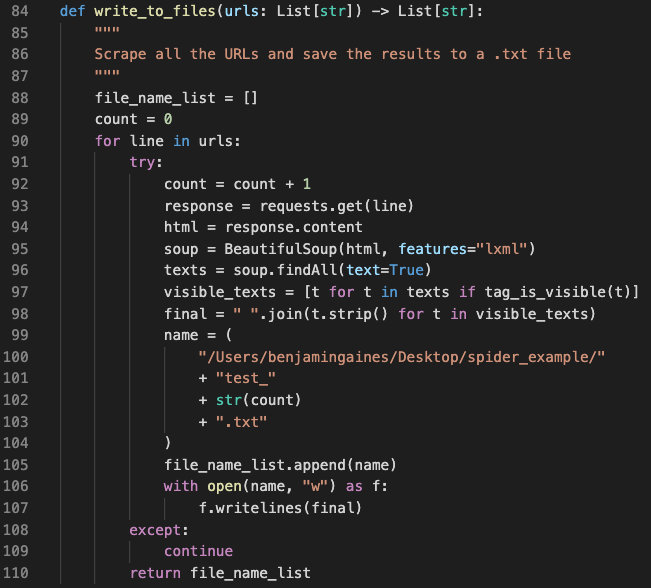 84 def write_to_files(urls: List[str]) -> List[str]:
85     """
86     Scrape all the URLs and save the results to a .txt file
87     """
88     file_name_list = []
89     count = 0
90     for line in urls:
91         try:
92             count = count + 1
93             response = requests.get(line)
94             html = response.content
95             soup = BeautifulSoup(html, features="lxml")
96             texts = soup.findAll(text=True)
97             visible_texts = [t for t in texts if tag_is_visible(t)]
98             final = " ".join(t.strip() for t in visible_texts)
99             name = (
100                 "/Users/benjamingaines/Desktop/spider_example/"
101                 + "test_"
102                 + str(count)
103                 + ".txt"
104             )
105             file_name_list.append(name)
106             with open(name, "w") as f:
107                 f.writelines(final)
108         except:
109             continue
110         return file_name_list